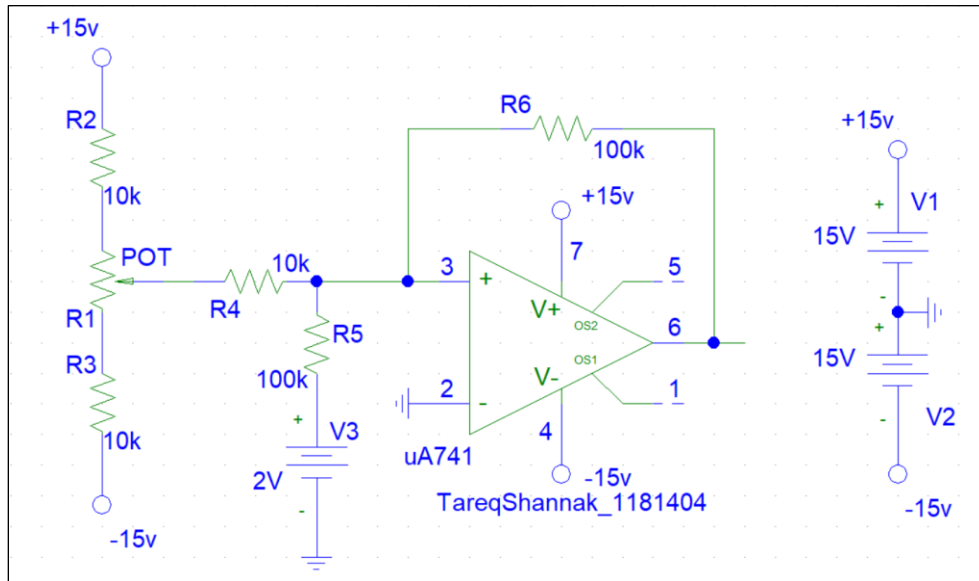 +15v
R2
10k
POT
R1
R3
10k
-15v
R4
10k
R5
100k
V3
+
2V
-
R6
100k
+15v
7
3
+
V+
OS2
5
6
OS1
V-
2
-
1
4
uA741
-15v
TareqShannak_1181404
+15v
+
V1
15V
-
+
15V
V2
-
-15v